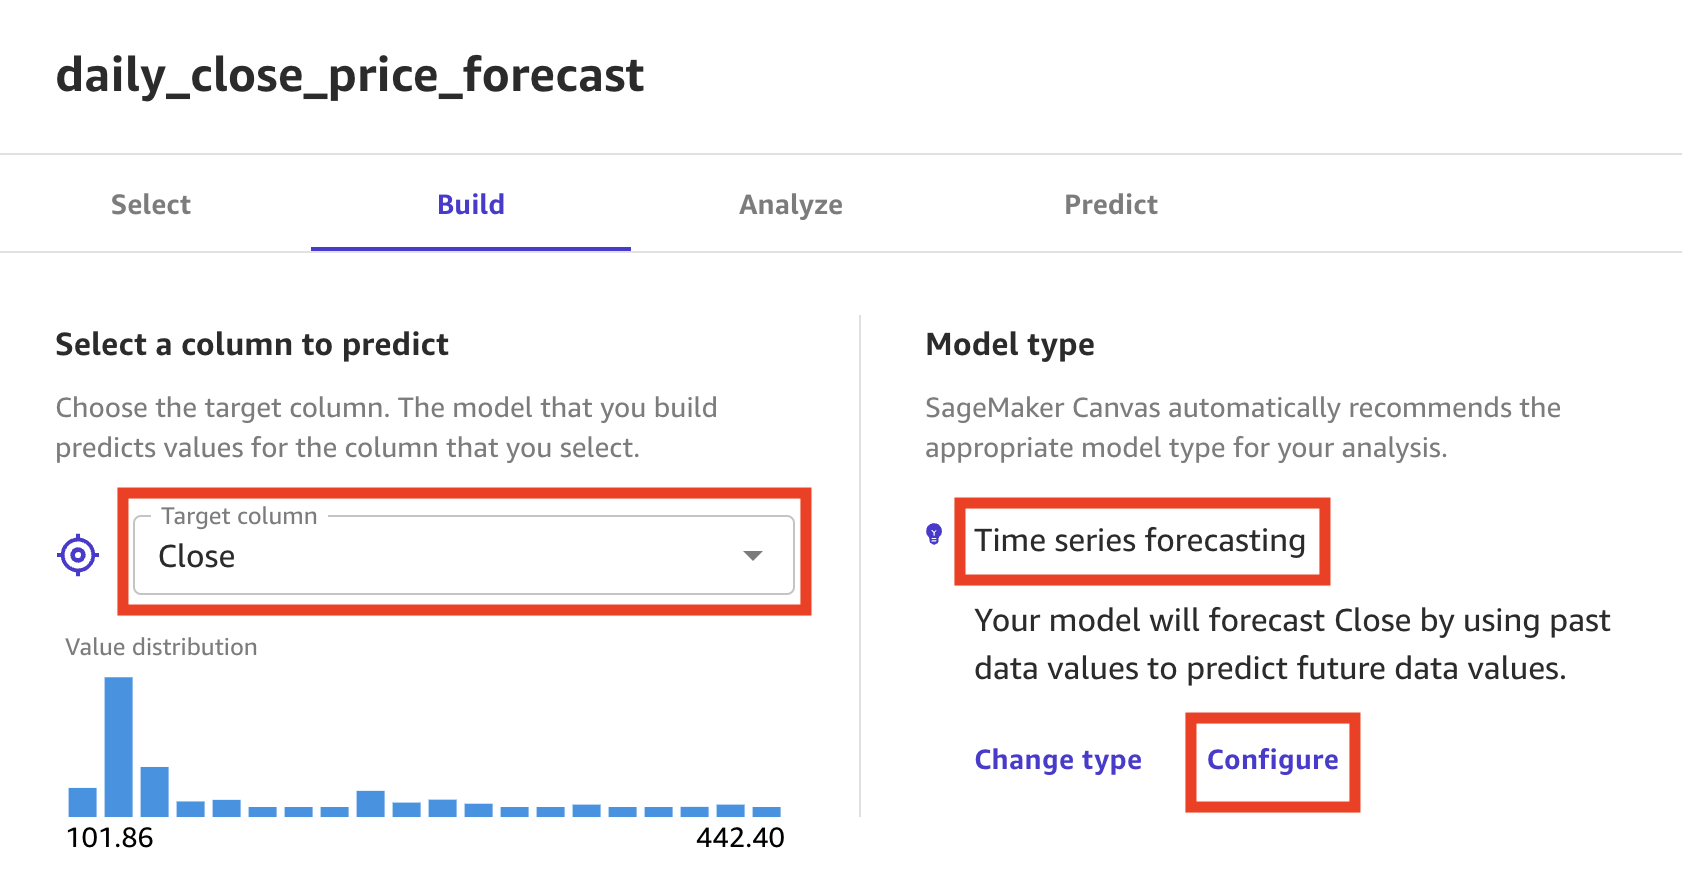 daily_close_price_forecast
Select
Build
Analyze
Predict
Select a column to predict
Choose the target column. The model that you build
predicts values for the column that you select.
Target column
Close
Value distribution
101.86
442.40
Model type
SageMaker Canvas automatically recommends the
appropriate model type for your analysis.
Time series forecasting
Your model will forecast Close by using past
data values to predict future data values.
Change type
Configure